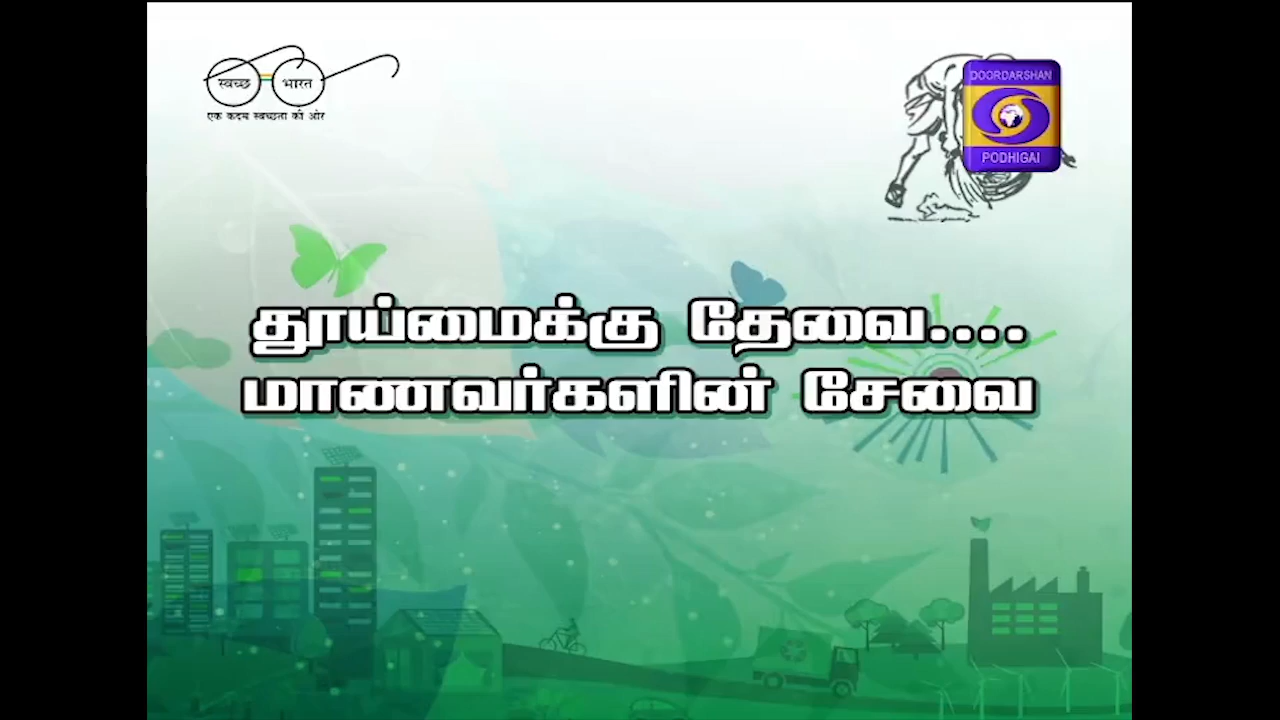 स्वच्छ भारत
एक कदम स्वच्छता की ओर
DOORDARSHAN
PODHIGAI
தூய்மைக்கு தேவை....
மாணவர்களின் சேவை